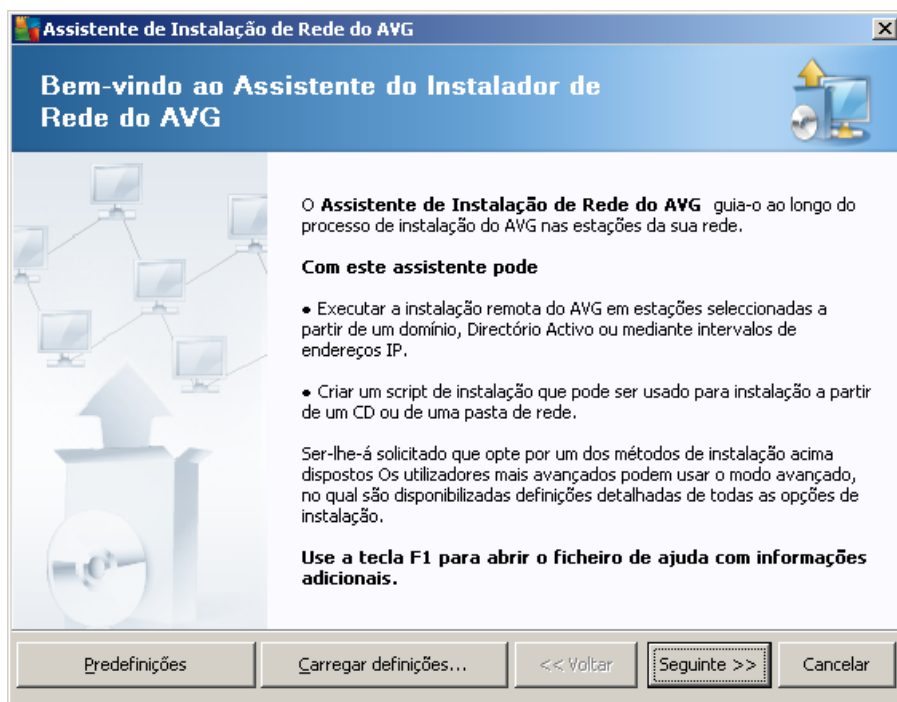 Assistente de Instalação de Rede do AVG
Bem-vindo ao Assistente do Instalador de
Rede do AVG
O Assistente de Instalação de Rede do AVG guia-o ao longo do
processo de instalação do AVG nas estações da sua rede.
Com este assistente pode
• Executar a instalação remota do AVG em estações seleccionadas a
partir de um domínio, Directório Activo ou mediante intervalos de
endereços IP.
• Criar um script de instalação que pode ser usado para instalação a partir
de um CD ou de uma pasta de rede.
Ser-lhe-á solicitado que opte por um dos métodos de instalação acima
dispostos Os utilizadores mais avançados podem usar o modo avançado,
no qual são disponibilizadas definições detalhadas de todas as opções de
instalação.
Use a tecla F1 para abrir o ficheiro de ajuda com informações
adicionais.
Predefinições
Carregar definições...
<< Voltar
Seguinte >>
Cancelar